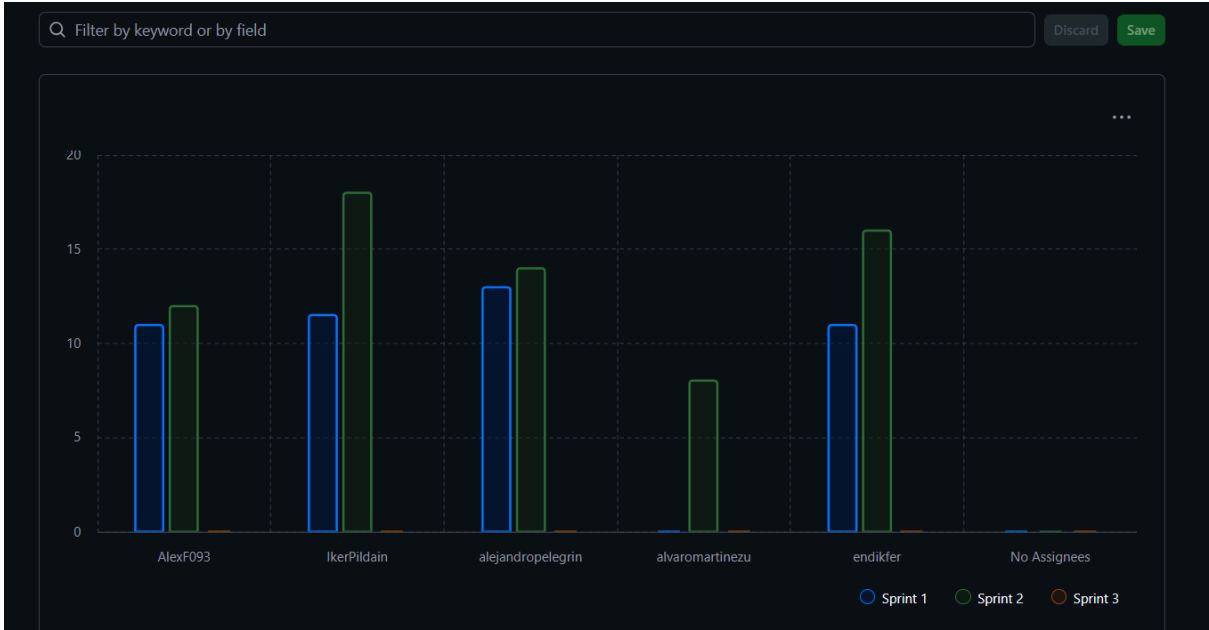 Filter by keyword or by field
Discard Save
20
15
10
5
0
AlexF093 IkerPildain alejandropelegrin alvaromartinezu endikfer No Assignees
Sprint 1 Sprint 2 Sprint 3